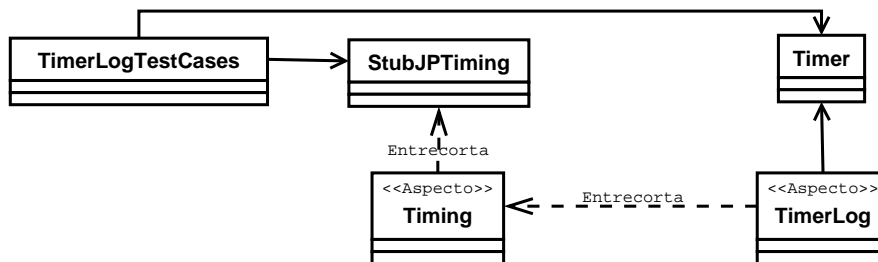 TimerLogTestCases
StubJPTiming
Timer
Entrecorta
<<Aspecto>>
Timing
Entrecorta
<<Aspecto>>
TimerLog